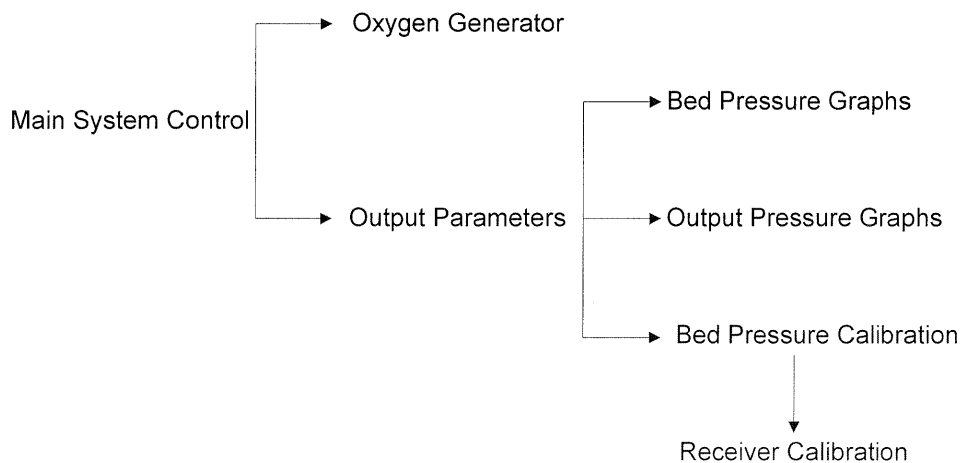 Oxygen Generator
Main System Control
Bed Pressure Graphs
Output Parameters
Output Pressure Graphs
Bed Pressure Calibration
Receiver Calibration